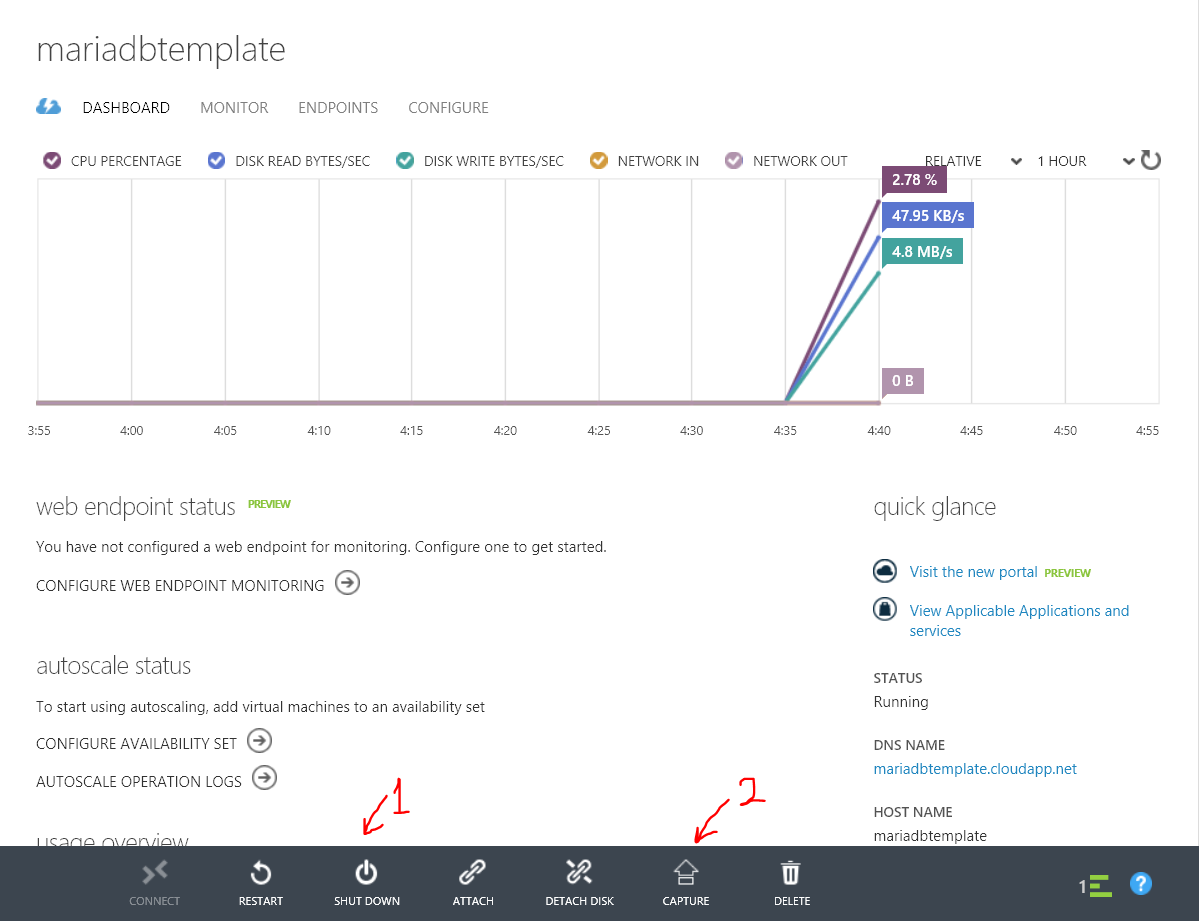 mariadbtemplate
DASHBOARD MONITOR ENDPOINTS CONFIGURE
CPU PERCENTAGE DISK READ BYTES/SEC DISK WRITE BYTES/SEC NETWORK IN NETWORK OUT RELATIVE 1 HOUR
2.78 %
47.95 KB/s
4.8 MB/s
0 B
3:55 4:00 4:05 4:10 4:15 4:20 4:25 4:30 4:35 4:40 4:45 4:50 4:55
web endpoint status PREVIEW
You have not configured a web endpoint for monitoring. Configure one to get started.
CONFIGURE WEB ENDPOINT MONITORING
autoscale status
To start using autoscaling, add virtual machines to an availability set
CONFIGURE AVAILABILITY SET
AUTOSCALE OPERATION LOGS
usage overview
quick glance
Visit the new portal PREVIEW
View Applicable Applications and
services
STATUS
Running
DNS NAME
mariadbtemplate.cloudapp.net
HOST NAME
mariadbtemplate
1 2
CONNECT RESTART SHUT DOWN ATTACH DETACH DISK CAPTURE DELETE
1 ?